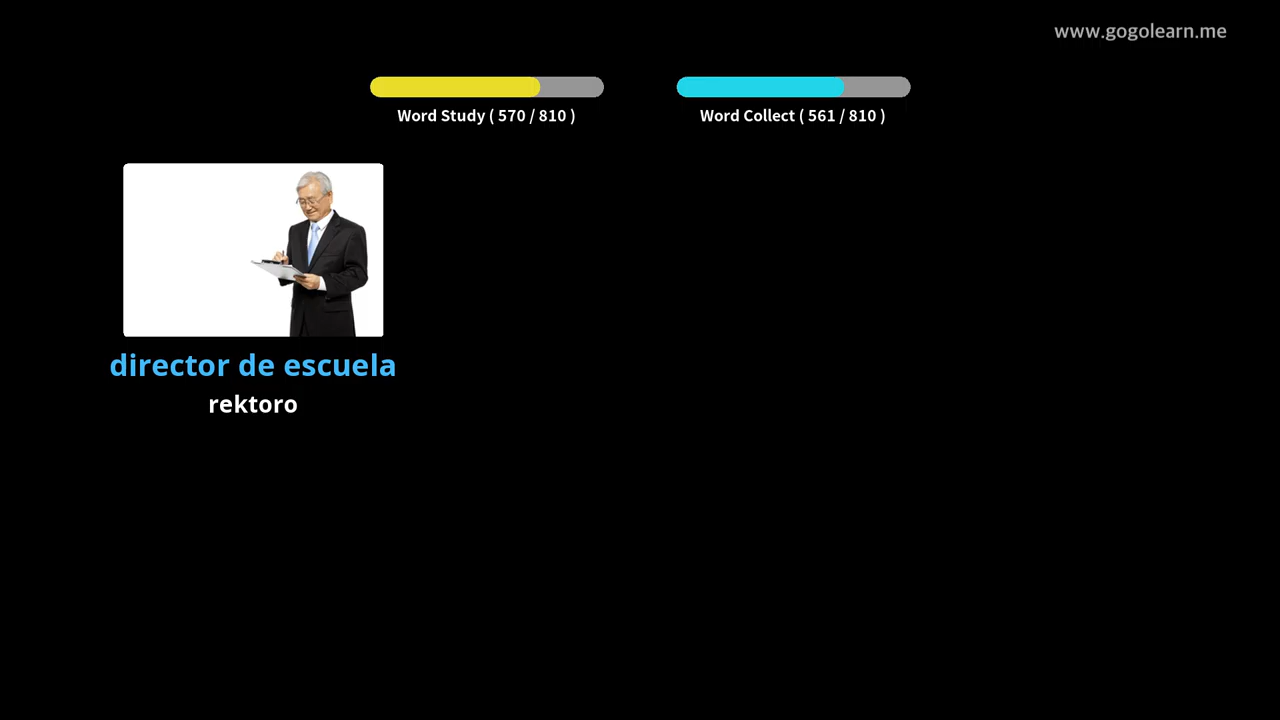 www.gogolearn.me
Word Study ( 570 / 810 )
Word Collect ( 561 / 810 )
director de escuela
rektoro